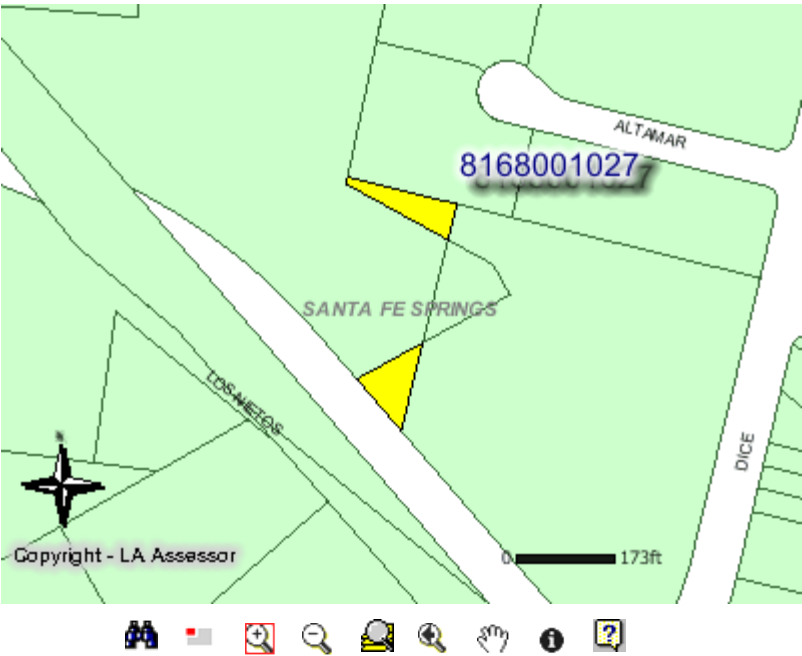 ALTAMAR
8168001027
SANTA FE SPRINGS
LOS NIETOS
DICE
N
Copyright - LA Assessor
0 173ft
?